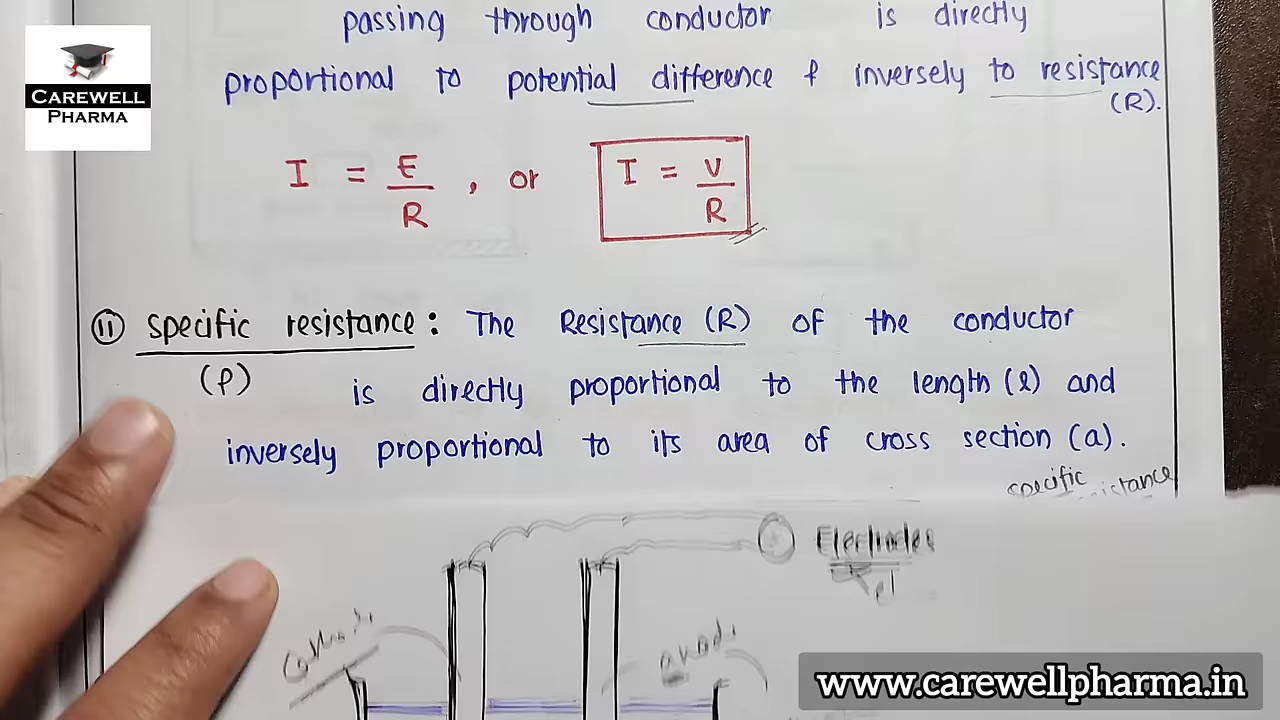 passing through conductor is directly
CAREWELL
PHARMA
proportional to potential difference & inversely to resistance
(R).
I = E/R , or I = V/R
(11) specific resistance : The Resistance (R) of the conductor
(ρ) is directly proportional to the length (l) and
inversely proportional to its area of cross section (a).
specific
Electrodes
www.carewellpharma.in